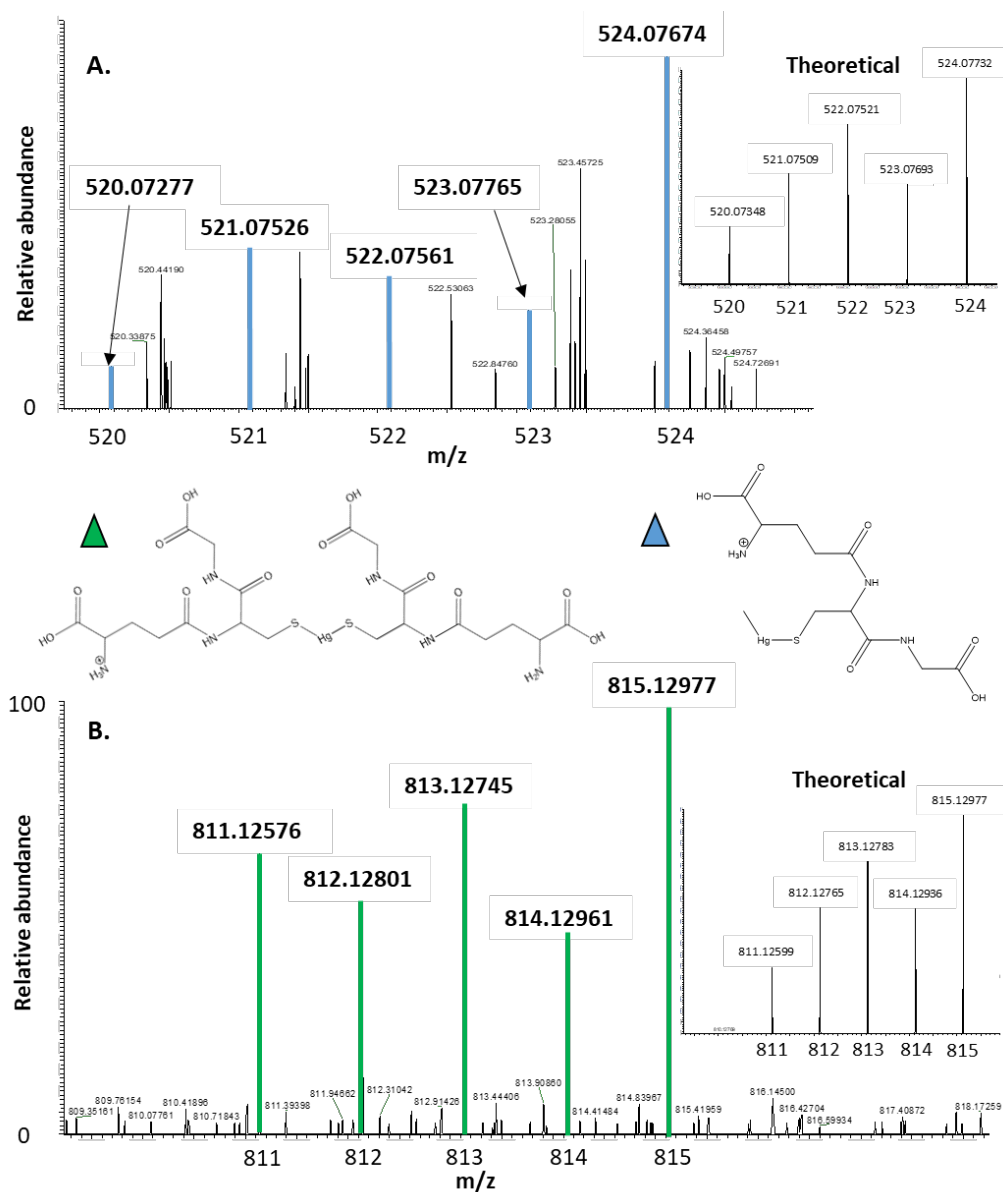 A.
524.07674
Theoretical
524.07732
522.07521
521.07509
523.07693
520.07348
520 521 522 523 524
520.07277
521.07526
522.07561
523.07765
523.45725
523.28055
520.44190
522.53063
520.33875
522.84760
524.36458
524.49757
524.72691
Relative abundance
0
520 521 522 523 524
m/z
OH
O
HN
O
O
HO
H₃N
⊕
O
HN
S
Hg
S
OH
O
HN
O
HN
O
O
OH
H₂N
O
HO
H₃N
⊕
O
NH
Hg
S
O
NH
O
OH
100
B.
815.12977
813.12745
811.12576
812.12801
814.12961
Theoretical
815.12977
813.12783
812.12765
814.12936
811.12599
811 812 813 814 815
Relative abundance
809.35161
809.76154
810.07761
810.41896
810.71843
811.39398
811.94662
812.31042
812.91426
813.44406
813.90860
814.41484
814.83967
815.41959
816.14500
816.42704
816.59934
817.40872
818.17259
0
811 812 813 814 815
m/z